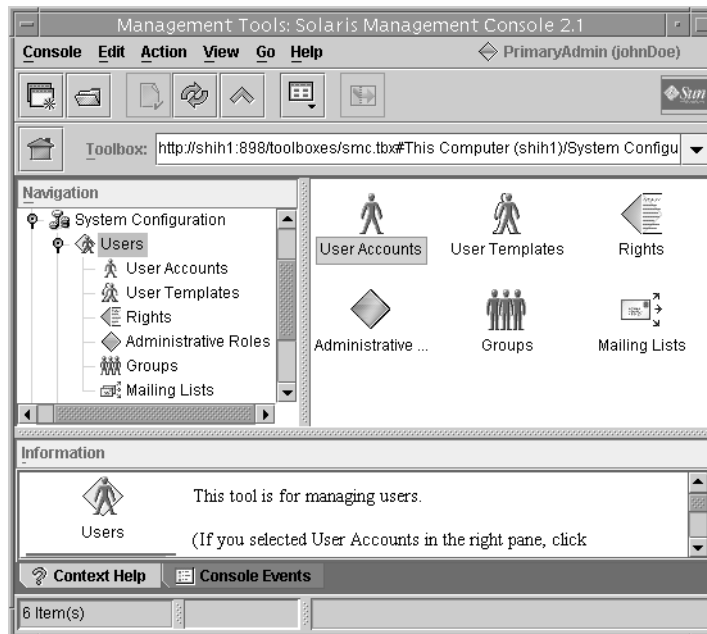 Management Tools: Solaris Management Console 2.1
Console Edit Action View Go Help
PrimaryAdmin (johnDoe)
Sun
Toolbox: http://shih1:898/toolboxes/smc.tbx#This Computer (shih1)/System Configu
Navigation
System Configuration
Users
User Accounts
User Templates
Rights
Administrative Roles
Groups
Mailing Lists
User Accounts
User Templates
Rights
Administrative ...
Groups
Mailing Lists
Information
Users
This tool is for managing users.
(If you selected User Accounts in the right pane, click
Context Help
Console Events
6 Item(s)